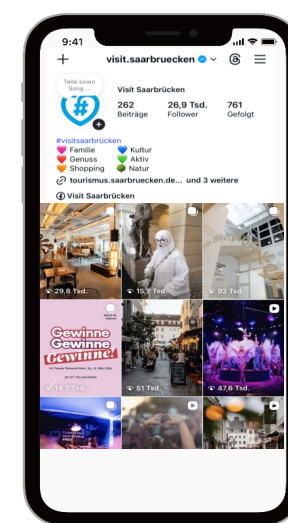 9:41
visit.saarbruecken
Teile einen
Song ...
Visit Saarbrücken
262 26,9 Tsd. 761
Beiträge Follower Gefolgt
#visitsaarbrücken
Familie Kultur
Genuss Aktiv
Shopping Natur
tourismus.saarbruecken.de... und 3 weitere
Visit Saarbrücken
29,8 Tsd. 15,7 Tsd. 92 Tsd.
Gewinne
Gewinne
Gewinne!
14,7 Tsd. 51 Tsd. 47,6 Tsd.